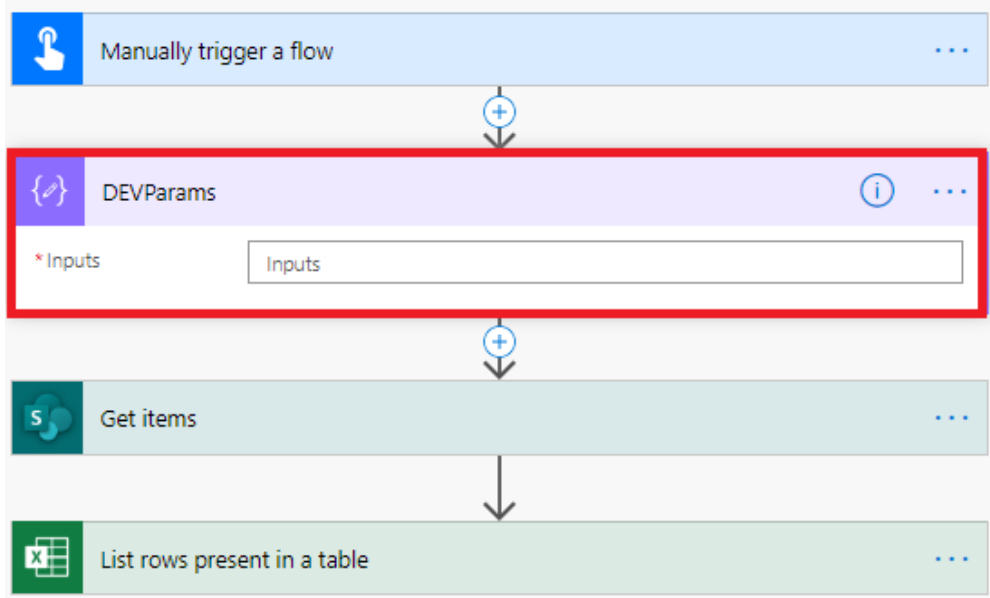 Manually trigger a flow
DEVParams
* Inputs Inputs
S
Get items
X
List rows present in a table